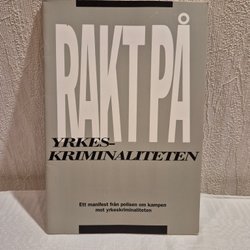 RAKT PÅ
YRKES-
KRIMINALITETEN
Ett manifest från polisen om kampen
mot yrkeskriminaliteten